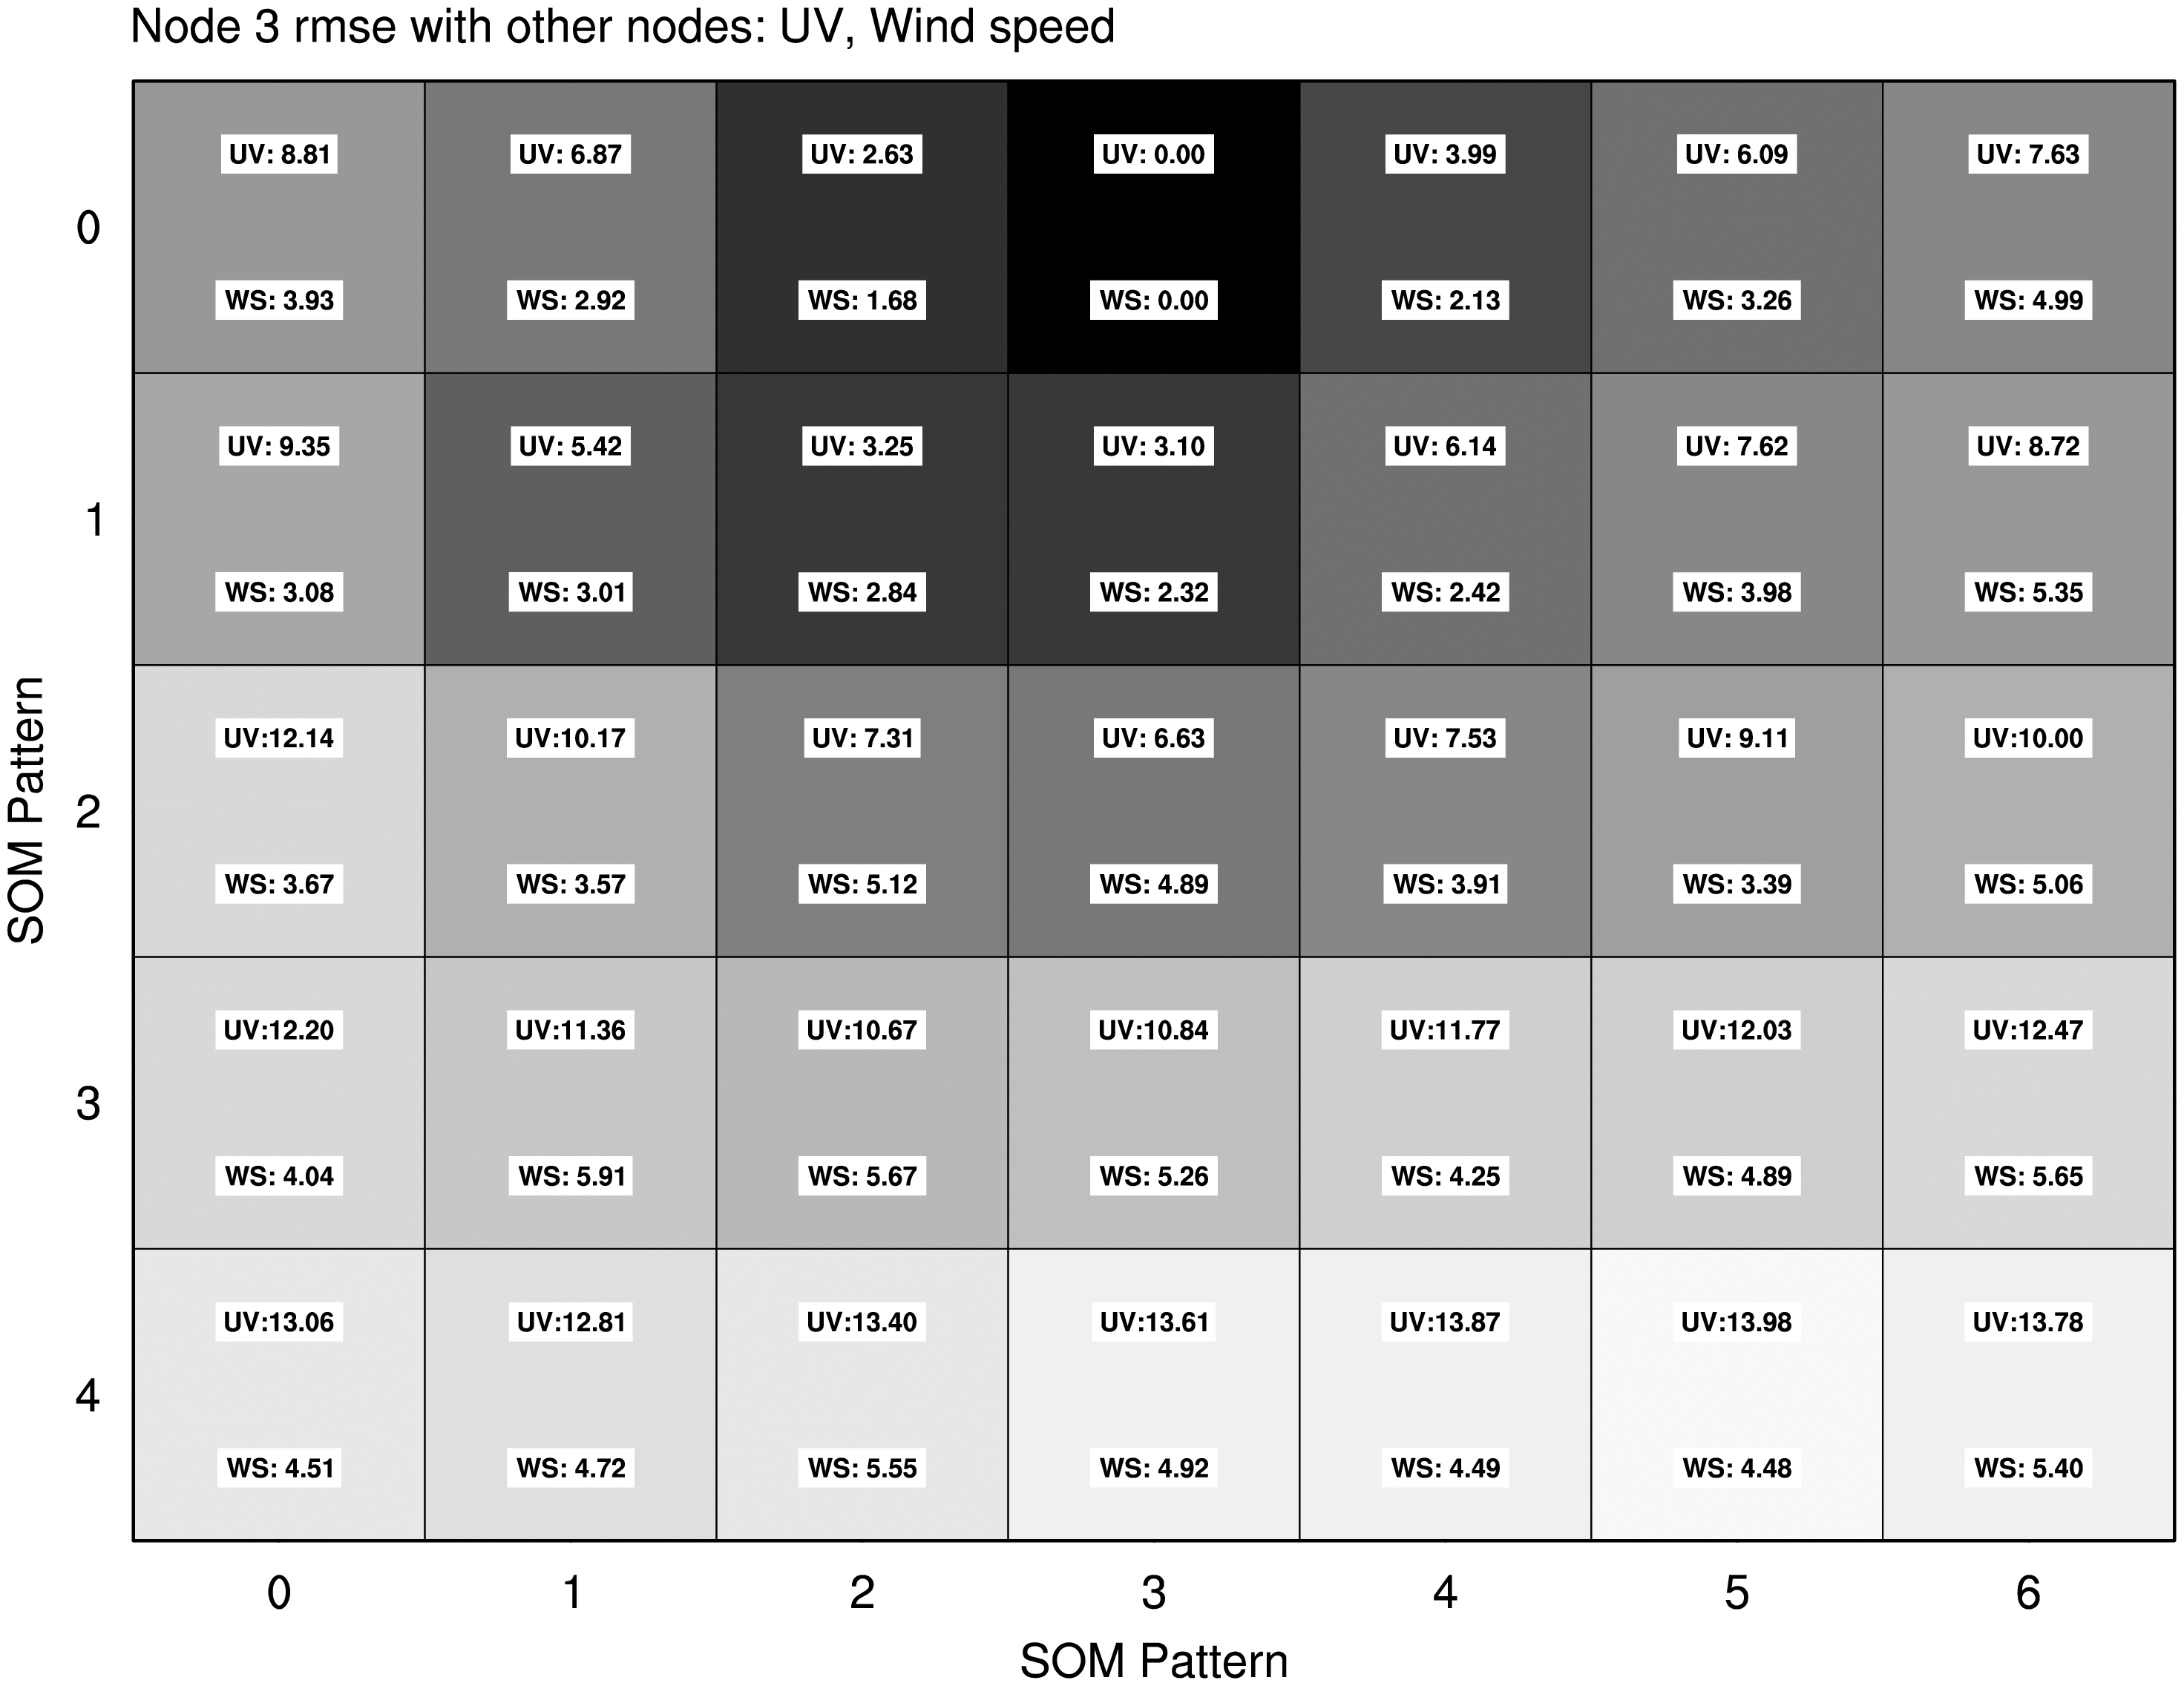 Node 3 rmse with other nodes: UV, Wind speed
UV: 8.81 UV: 6.87 UV: 2.63 UV: 0.00 UV: 3.99 UV: 6.09 UV: 7.63
0
WS: 3.93 WS: 2.92 WS: 1.68 WS: 0.00 WS: 2.13 WS: 3.26 WS: 4.99
UV: 9.35 UV: 5.42 UV: 3.25 UV: 3.10 UV: 6.14 UV: 7.62 UV: 8.72
1
WS: 3.08 WS: 3.01 WS: 2.84 WS: 2.32 WS: 2.42 WS: 3.98 WS: 5.35
SOM Pattern
UV:12.14 UV:10.17 UV: 7.31 UV: 6.63 UV: 7.53 UV: 9.11 UV:10.00
2
WS: 3.67 WS: 3.57 WS: 5.12 WS: 4.89 WS: 3.91 WS: 3.39 WS: 5.06
UV:12.20 UV:11.36 UV:10.67 UV:10.84 UV:11.77 UV:12.03 UV:12.47
3
WS: 4.04 WS: 5.91 WS: 5.67 WS: 5.26 WS: 4.25 WS: 4.89 WS: 5.65
UV:13.06 UV:12.81 UV:13.40 UV:13.61 UV:13.87 UV:13.98 UV:13.78
4
WS: 4.51 WS: 4.72 WS: 5.55 WS: 4.92 WS: 4.49 WS: 4.48 WS: 5.40
0 1 2 3 4 5 6
SOM Pattern